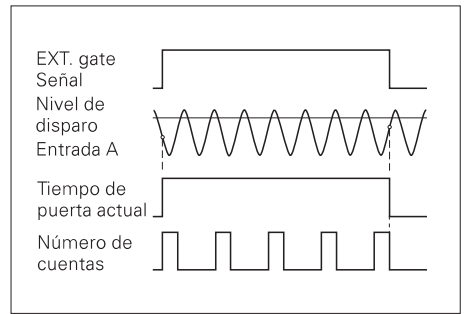 EXT. gate
Señal
Nivel de
disparo
Entrada A
Tiempo de
puerta actual
Número de
cuentas